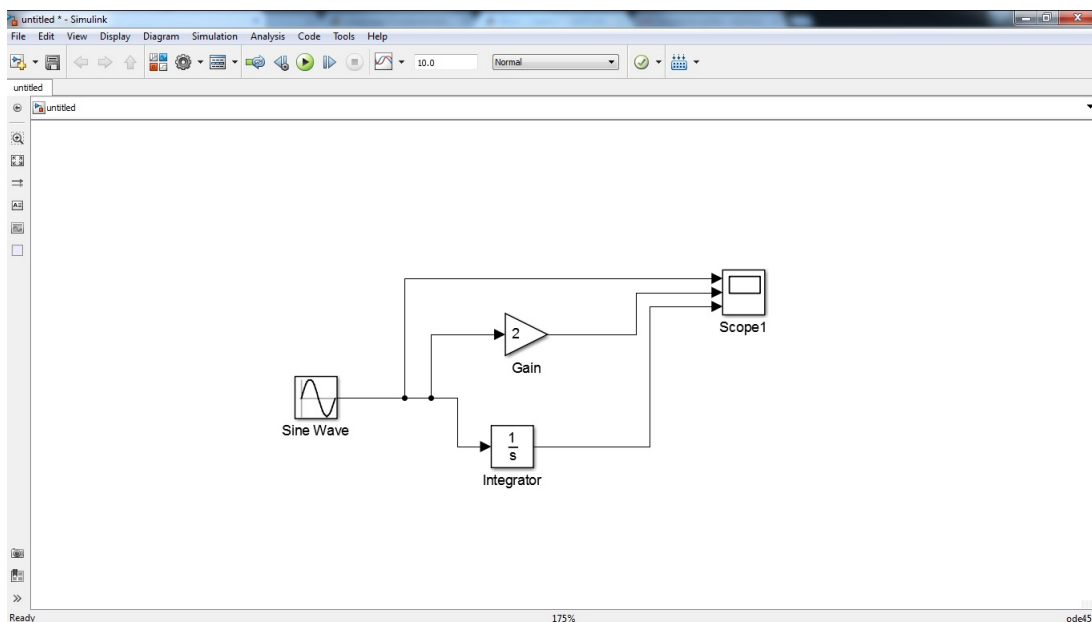 untitled * - Simulink
File Edit View Display Diagram Simulation Analysis Code Tools Help
10.0 Normal
untitled
untitled
2
Scope1
Gain
Sine Wave
1
s
Integrator
Ready 175% ode45